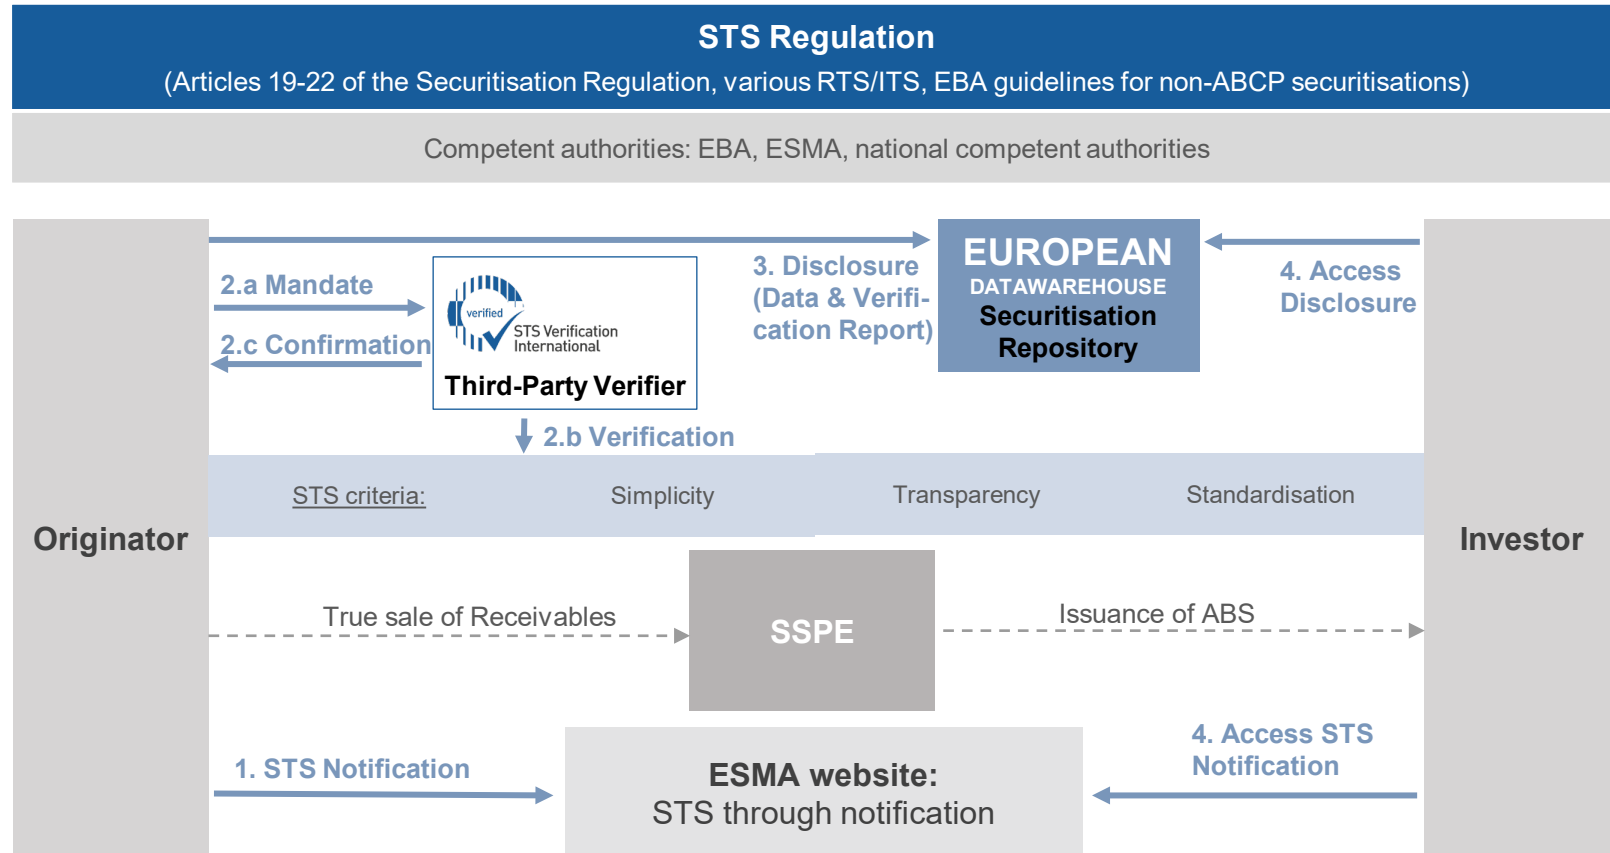 STS Regulation
(Articles 19-22 of the Securitisation Regulation, various RTS/ITS, EBA guidelines for non-ABCP securitisations)
Competent authorities: EBA, ESMA, national competent authorities
Originator
2.a Mandate
2.c Confirmation
verified
STS Verification
International
Third-Party Verifier
2.b Verification
3. Disclosure
(Data & Verifi-
cation Report)
EUROPEAN
DATAWAREHOUSE
Securitisation
Repository
4. Access
Disclosure
Investor
STS criteria:
Simplicity
Transparency
Standardisation
True sale of Receivables
SSPE
Issuance of ABS
1. STS Notification
ESMA website:
STS through notification
4. Access STS
Notification